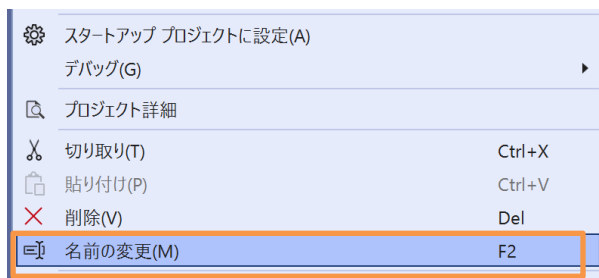 スタートアップ プロジェクトに設定(A)
デバッグ(G)
プロジェクト詳細
切り取り(T) Ctrl+X
貼り付け(P) Ctrl+V
削除(V) Del
名前の変更(M) F2